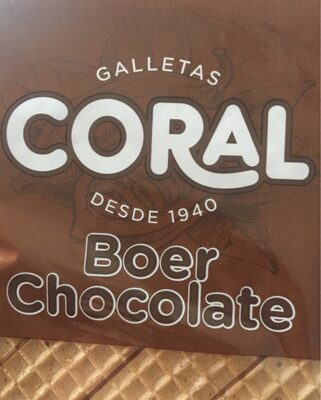 GALLETAS
CORAL
DESDE 1940
Boer
Chocolate